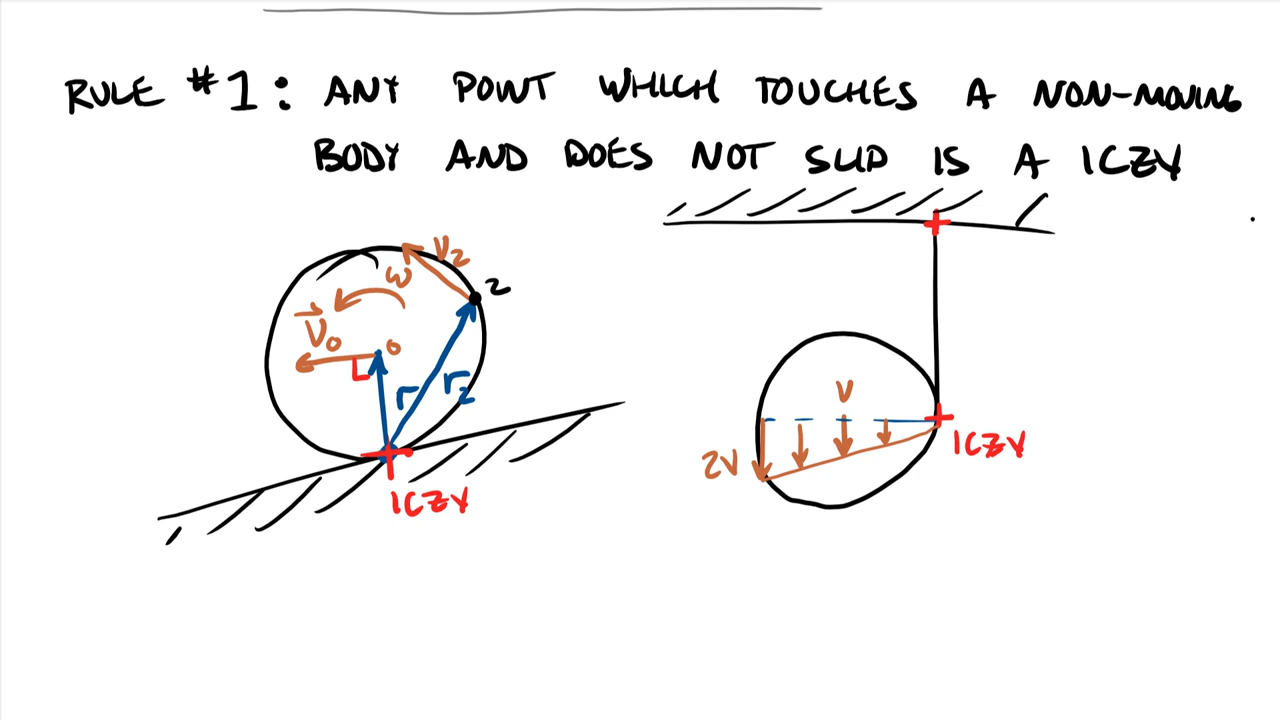 RULE #1: ANY POINT WHICH TOUCHES A NON-MOVING
BODY AND DOES NOT SLIP IS A ICZV
V2
ω
2
V0
0
r
r2
ICZV
V
2V
ICZV